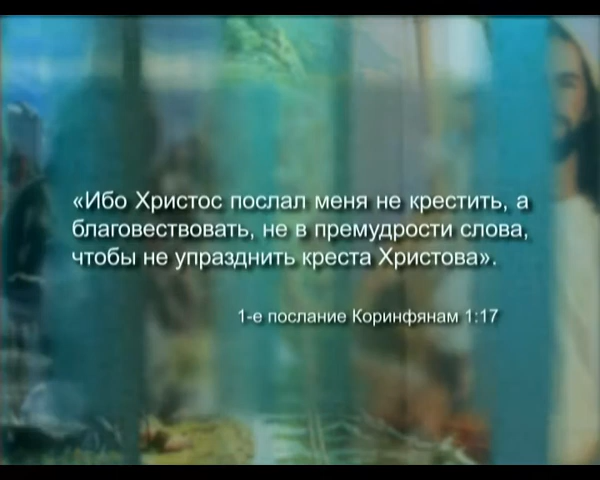 «Ибо Христос послал меня не крестить, а
благовествовать, не в премудрости слова,
чтобы не упразднить креста Христова».
1-е послание Коринфянам 1:17